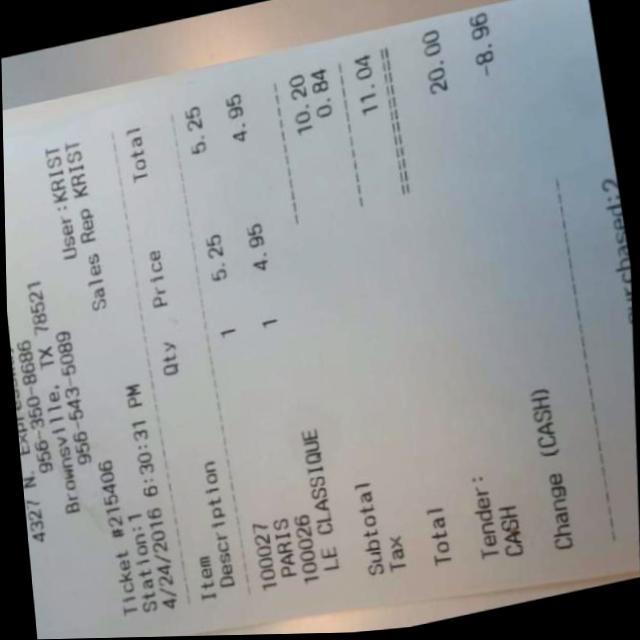 4327 N. Expres
956-350-8686
Brownsville, TX 78521
956-543-5089
User:KRIST
Sales Rep KRIST
Ticket #215406
Station:1
4/24/2016 6:30:31 PM
Item Qty Price Total
Description
100027 1 5.25 5.25
PARIS
100026 1 4.95 4.95
LE CLASSIQUE
Subtotal 10.20
Tax 0.84
Total 11.04
Tender:
CASH 20.00
Change (CASH) -8.96
urchased:2